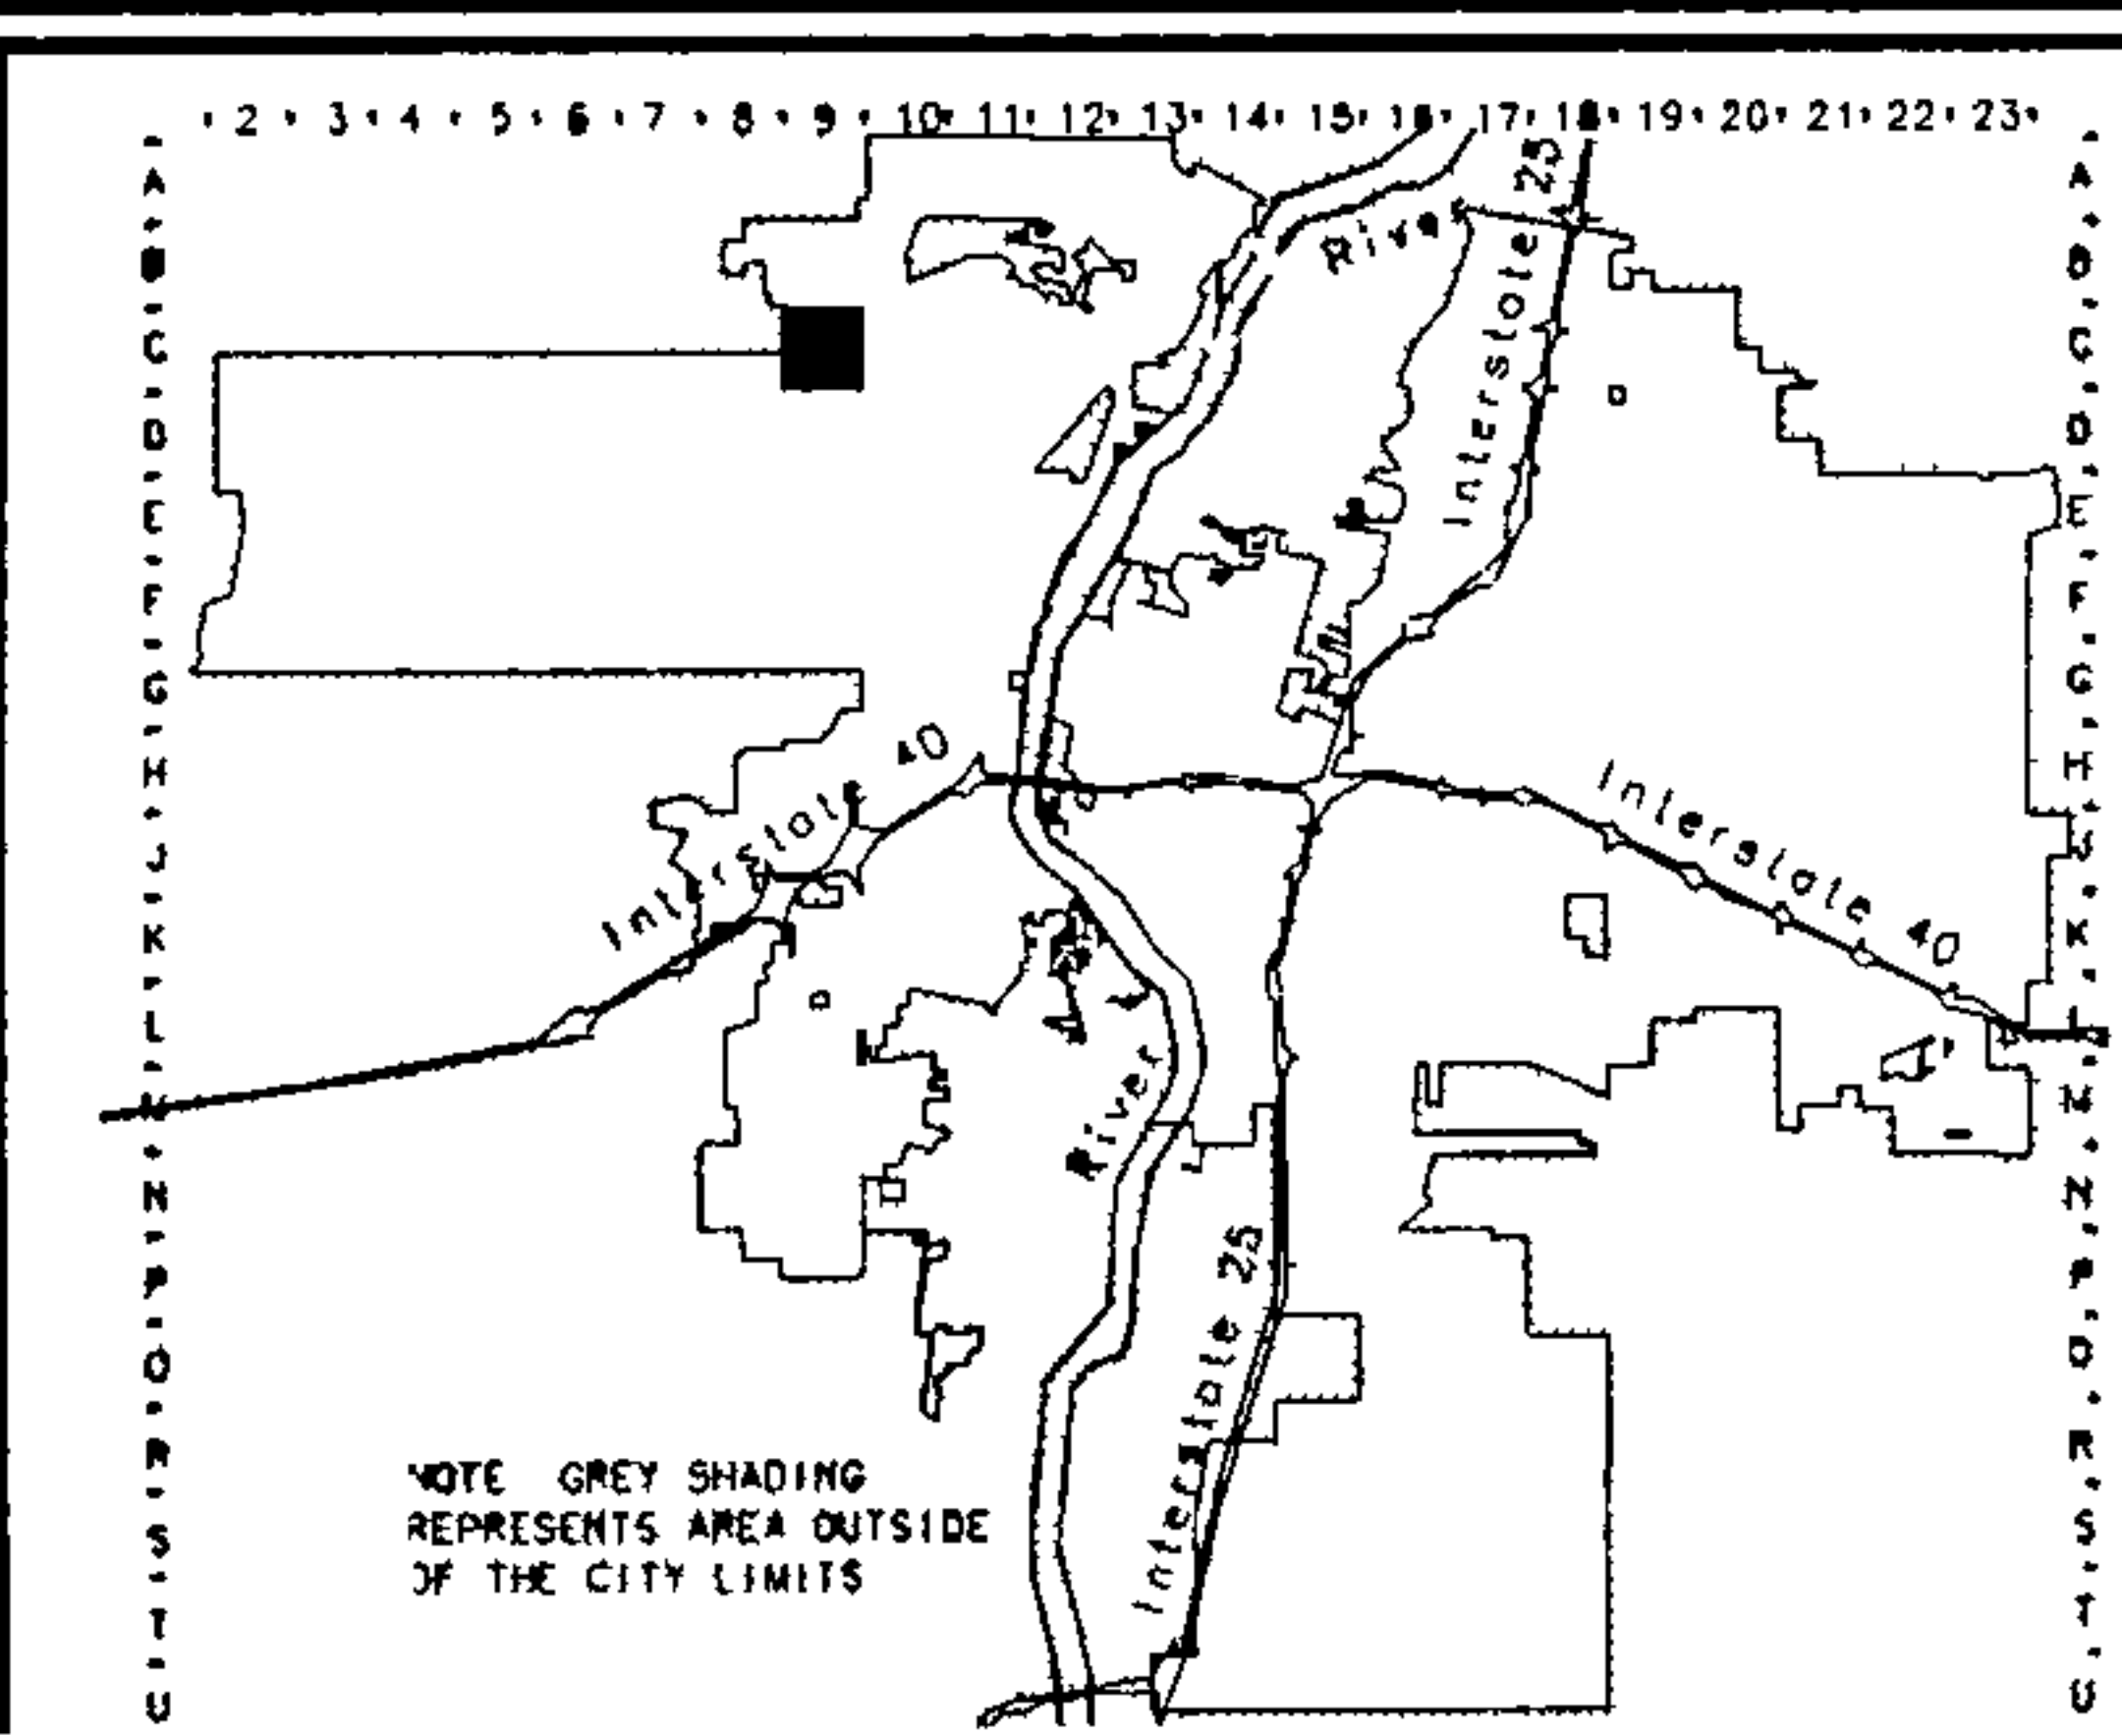 2 3 4 5 6 7 8 9 10 11 12 13 14 15 16 17 18 19 20 21 22 23
A A
B B
C C
D D
E E
F F
G G
H H
J J
K K
L L
M M
N N
P P
Q Q
R R
S S
T T
U U
River
Interstate 25
Interstate 40
Interstate 40
River
Interstate 25
NOTE GREY SHADING
REPRESENTS AREA OUTSIDE
OF THE CITY LIMITS